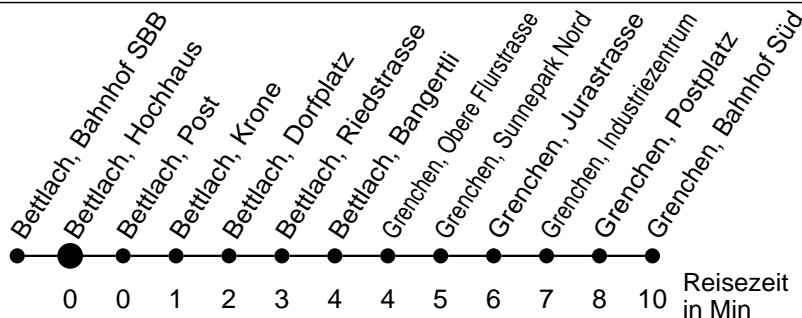 Bettlach, Bahnhof SBB
Bettlach, Hochhaus
Bettlach, Post
Bettlach, Krone
Bettlach, Dorfplatz
Bettlach, Riedstrasse
Bettlach, Bangertli
Grenchen, Obere Flurstrasse
Grenchen, Sunnepark Nord
Grenchen, Jurastrasse
Grenchen, Industriezentrum
Grenchen, Postplatz
Grenchen, Bahnhof Süd
0 0 1 2 3 4 4 5 6 7 8 10 Reisezeit
in Min